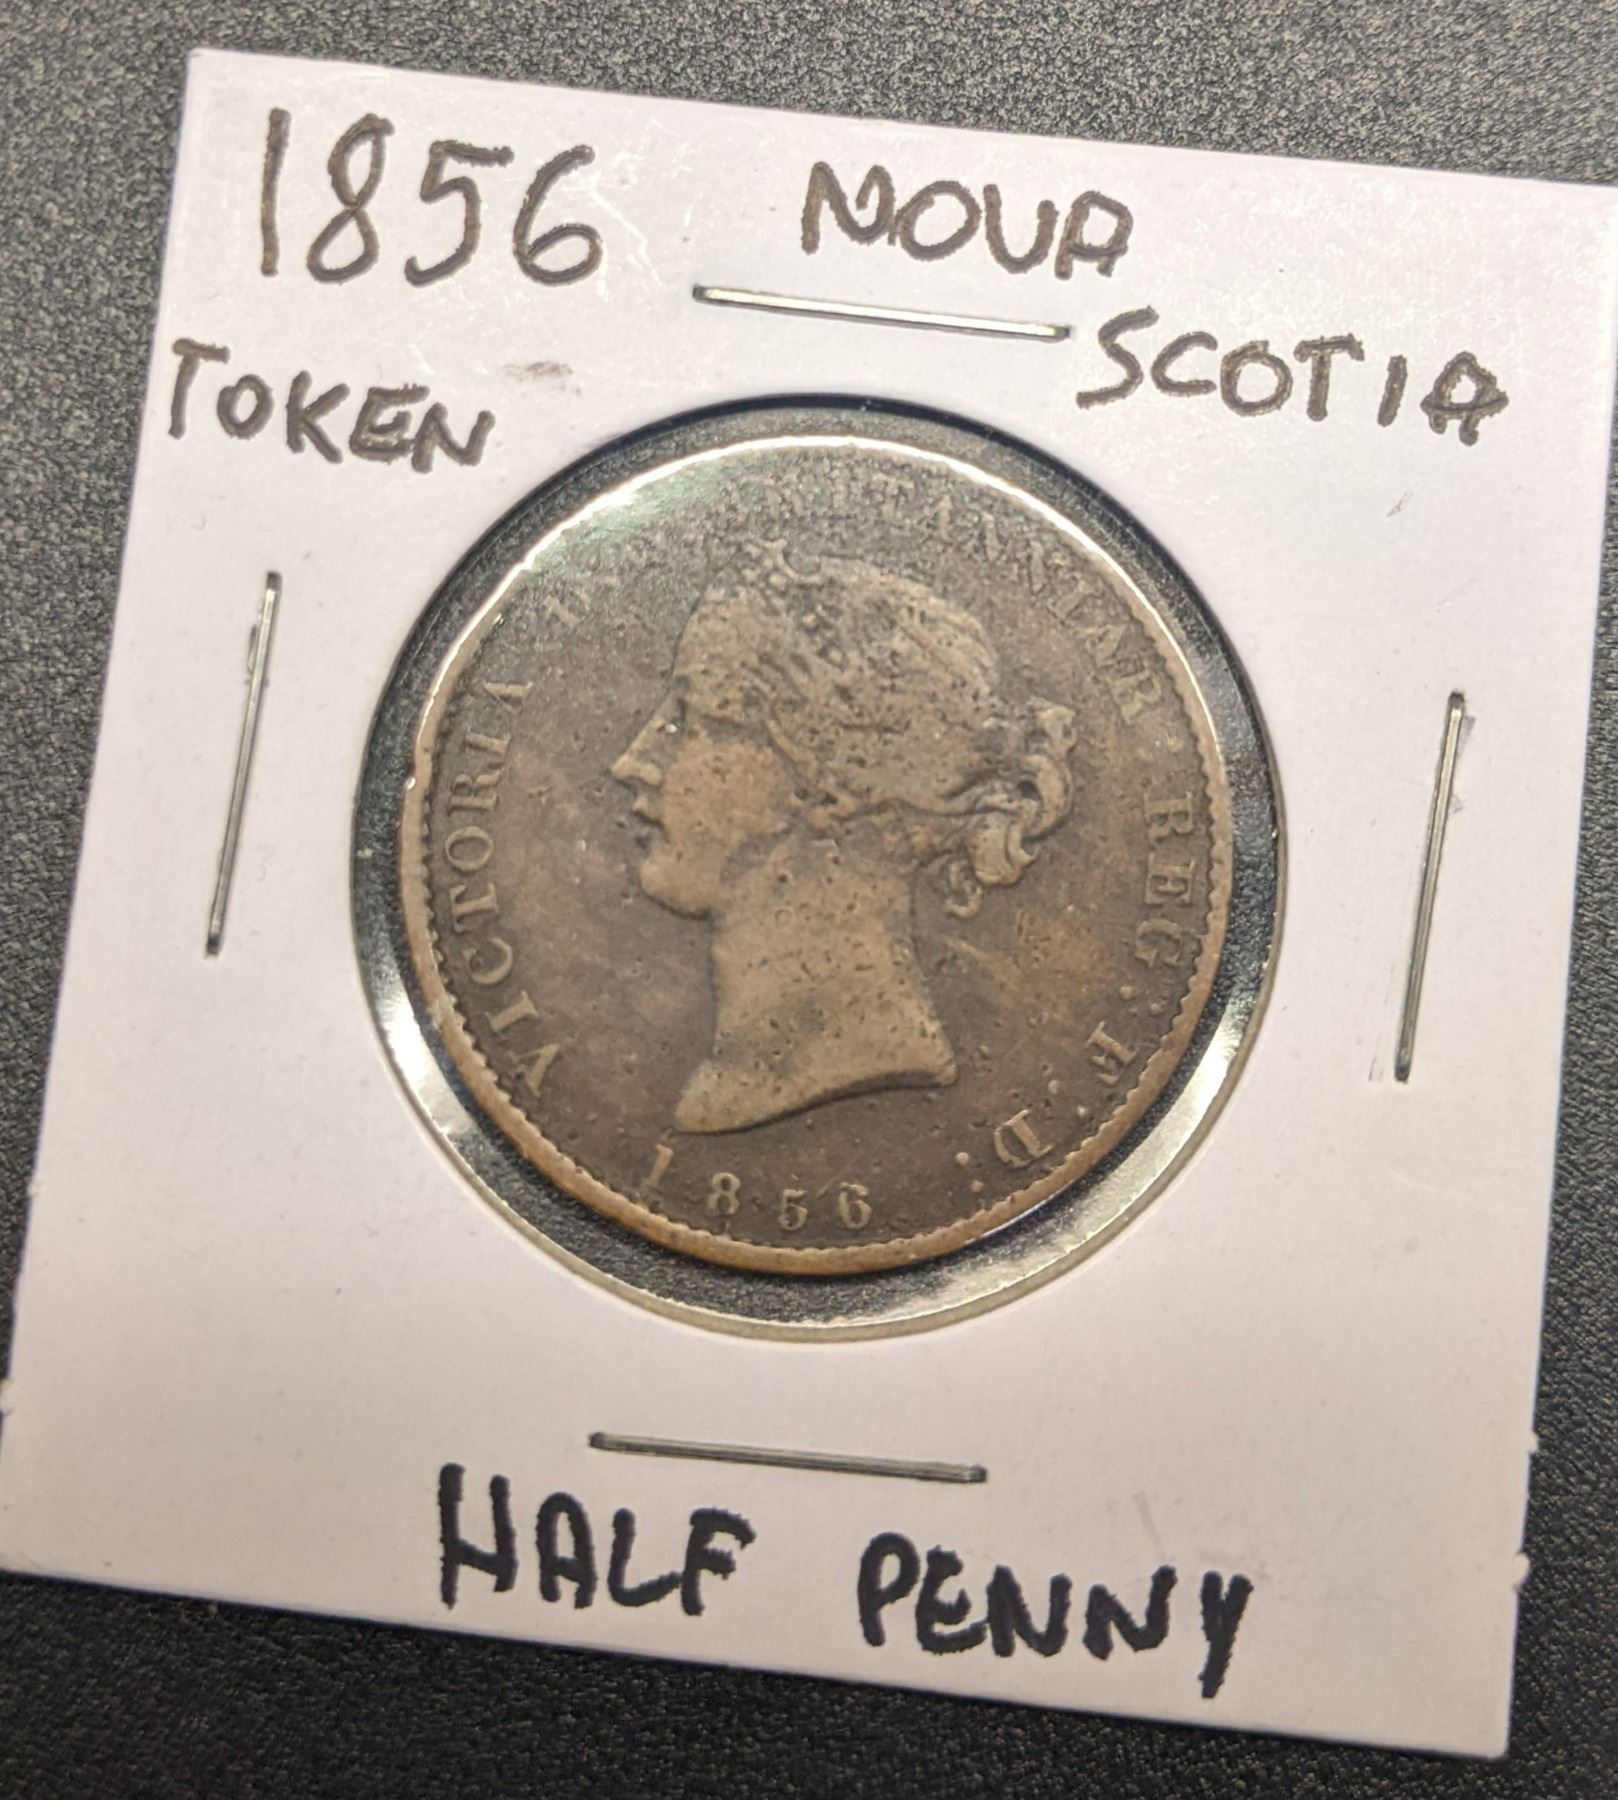 1856 NOVA
SCOTIA
TOKEN
VICTORIA D: G: BRITANNIAR: REG: F: D:
1856
HALF PENNY